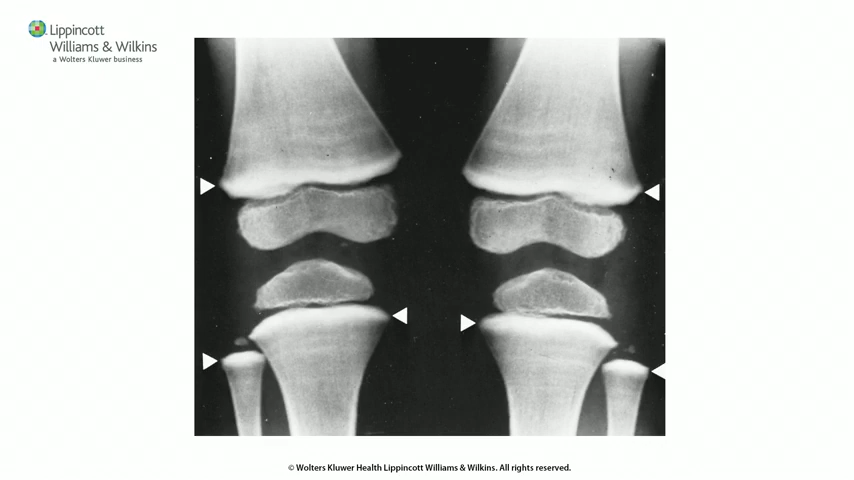 Lippincott
Williams & Wilkins
a Wolters Kluwer business
© Wolters Kluwer Health Lippincott Williams & Wilkins. All rights reserved.